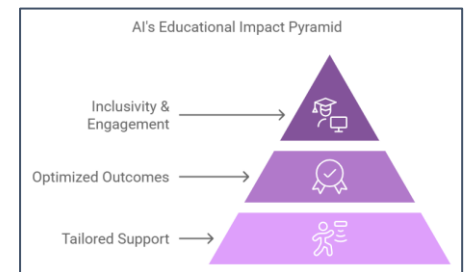 AI's Educational Impact Pyramid
Inclusivity &
Engagement
Optimized Outcomes
Tailored Support